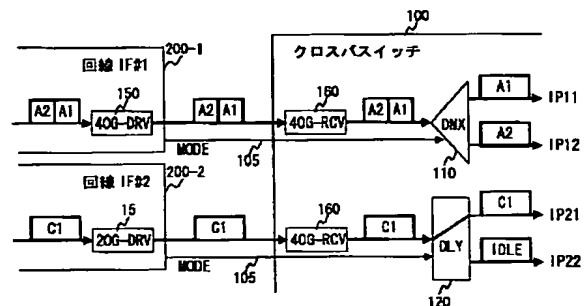 100
200-1
回線 IF#1
クロスバスイッチ
150
160
A1
A2 A1
40G-DRV
A2 A1
40G-RCV
A2 A1
DMX
IP11
A2
IP12
MODE
105
110
200-2
回線 IF#2
15
160
C1
C1
20G-DRV
C1
40G-RCV
C1
DLY
IP21
IDLE
IP22
MODE
105
120